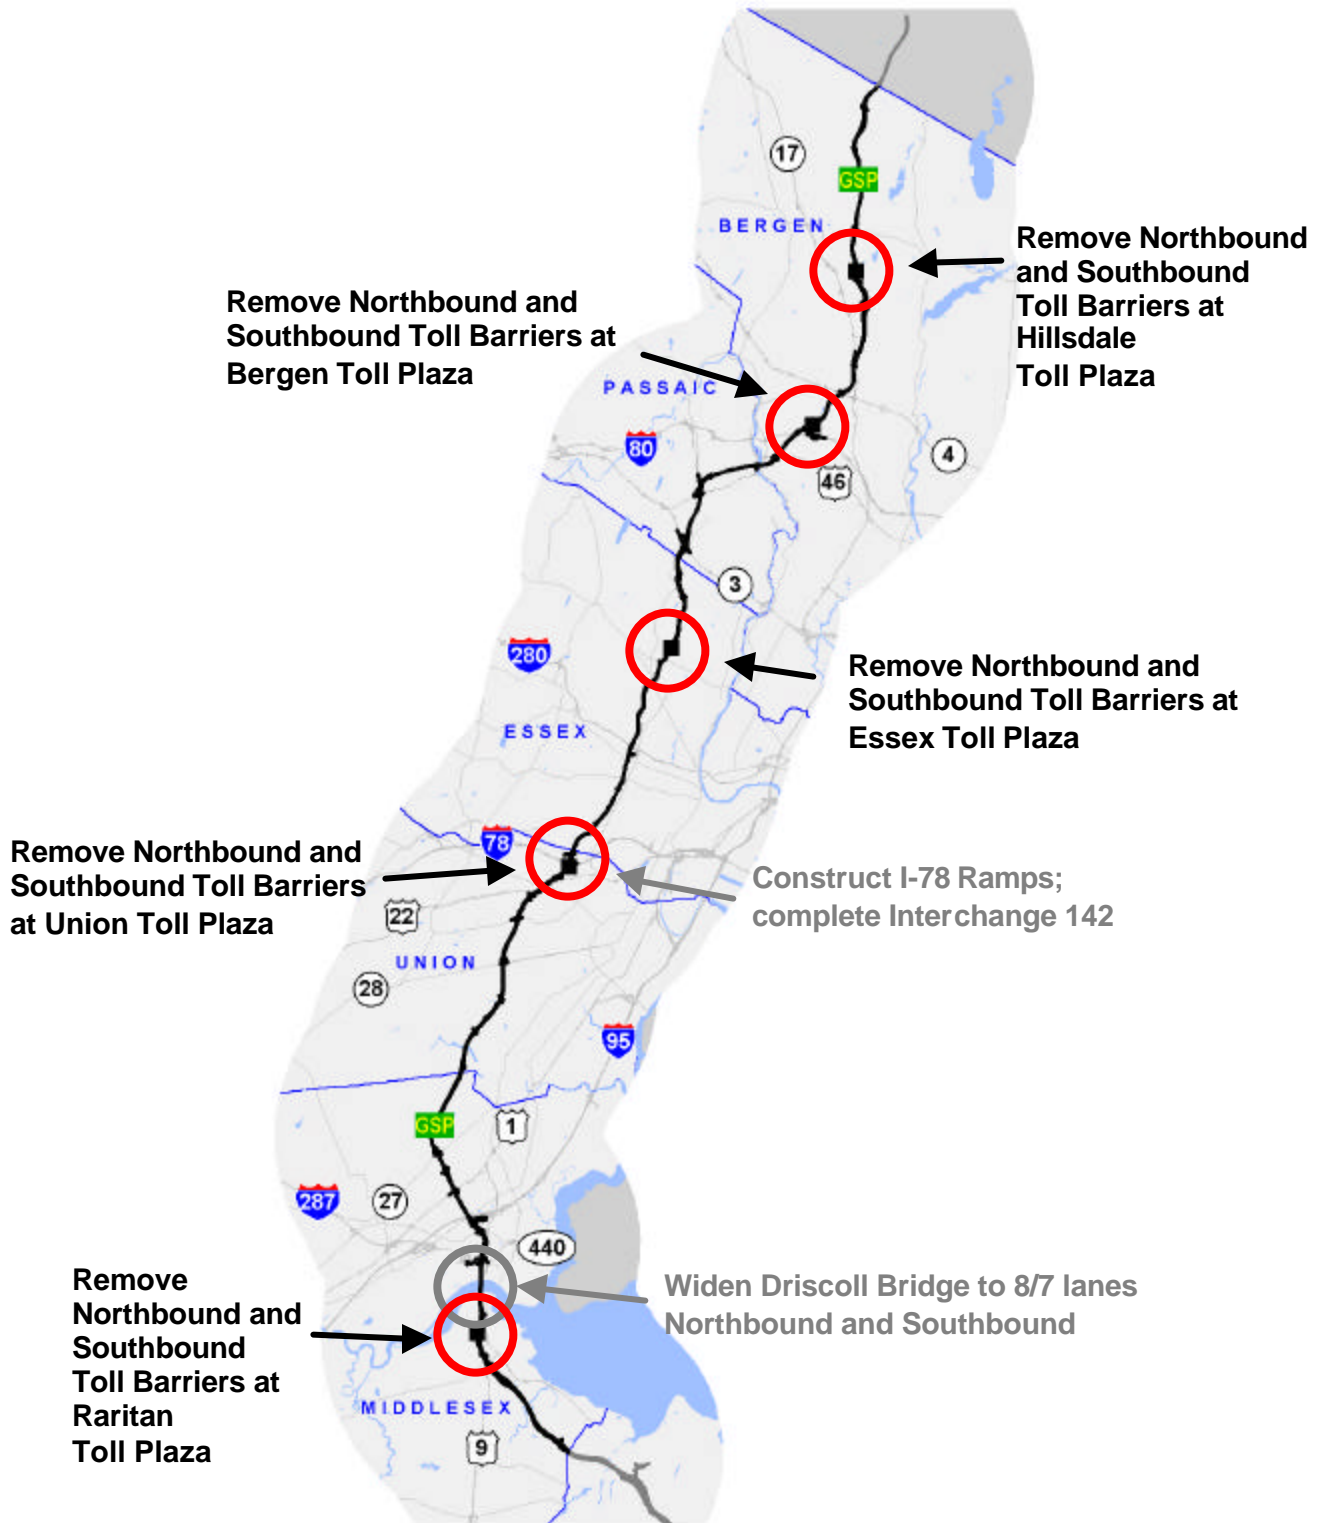 17
GSP
BERGEN
Remove Northbound
and Southbound
Toll Barriers at
Hillsdale
Toll Plaza
Remove Northbound and
Southbound Toll Barriers at
Bergen Toll Plaza
PASSAIC
80
4
46
3
280
Remove Northbound and
Southbound Toll Barriers at
Essex Toll Plaza
ESSEX
78
Remove Northbound and
Southbound Toll Barriers
at Union Toll Plaza
Construct I-78 Ramps;
complete Interchange 142
22
UNION
28
95
GSP
1
287
27
440
Widen Driscoll Bridge to 8/7 lanes
Northbound and Southbound
Remove
Northbound and
Southbound
Toll Barriers at
Raritan
Toll Plaza
MIDDLESEX
9